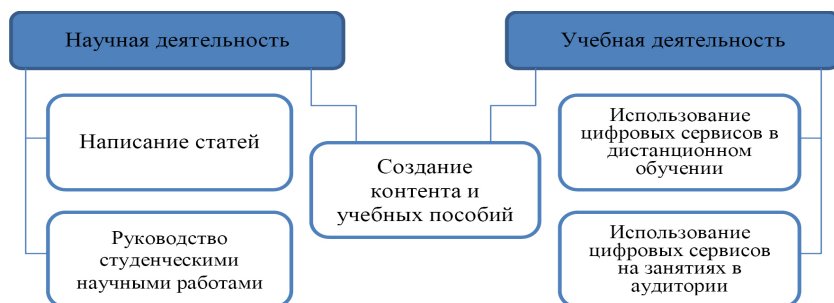 Научная деятельность
Учебная деятельность
Написание статей
Руководство
студенческими
научными работами
Создание
контента и
учебных пособий
Использование
цифровых сервисов в
дистанционном
обучении
Использование
цифровых сервисов
на занятиях в
аудитории